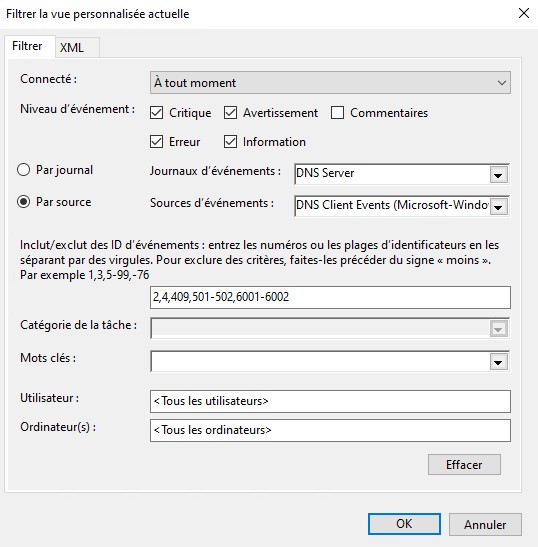 Filtrer la vue personnalisée actuelle
Filtrer XML
Connecté : À tout moment
Niveau d'événement : Critique Avertissement Commentaires
Erreur Information
Par journal Journaux d'événements : DNS Server
Par source Sources d'événements : DNS Client Events (Microsoft-Windo
Inclut/exclut des ID d'événements : entrez les numéros ou les plages d'identificateurs en les
séparant par des virgules. Pour exclure des critères, faites-les précéder du signe « moins ».
Par exemple 1,3,5-99,-76
2,4,409,501-502,6001-6002
Catégorie de la tâche :
Mots clés :
Utilisateur : <Tous les utilisateurs>
Ordinateur(s) : <Tous les ordinateurs>
Effacer
OK Annuler